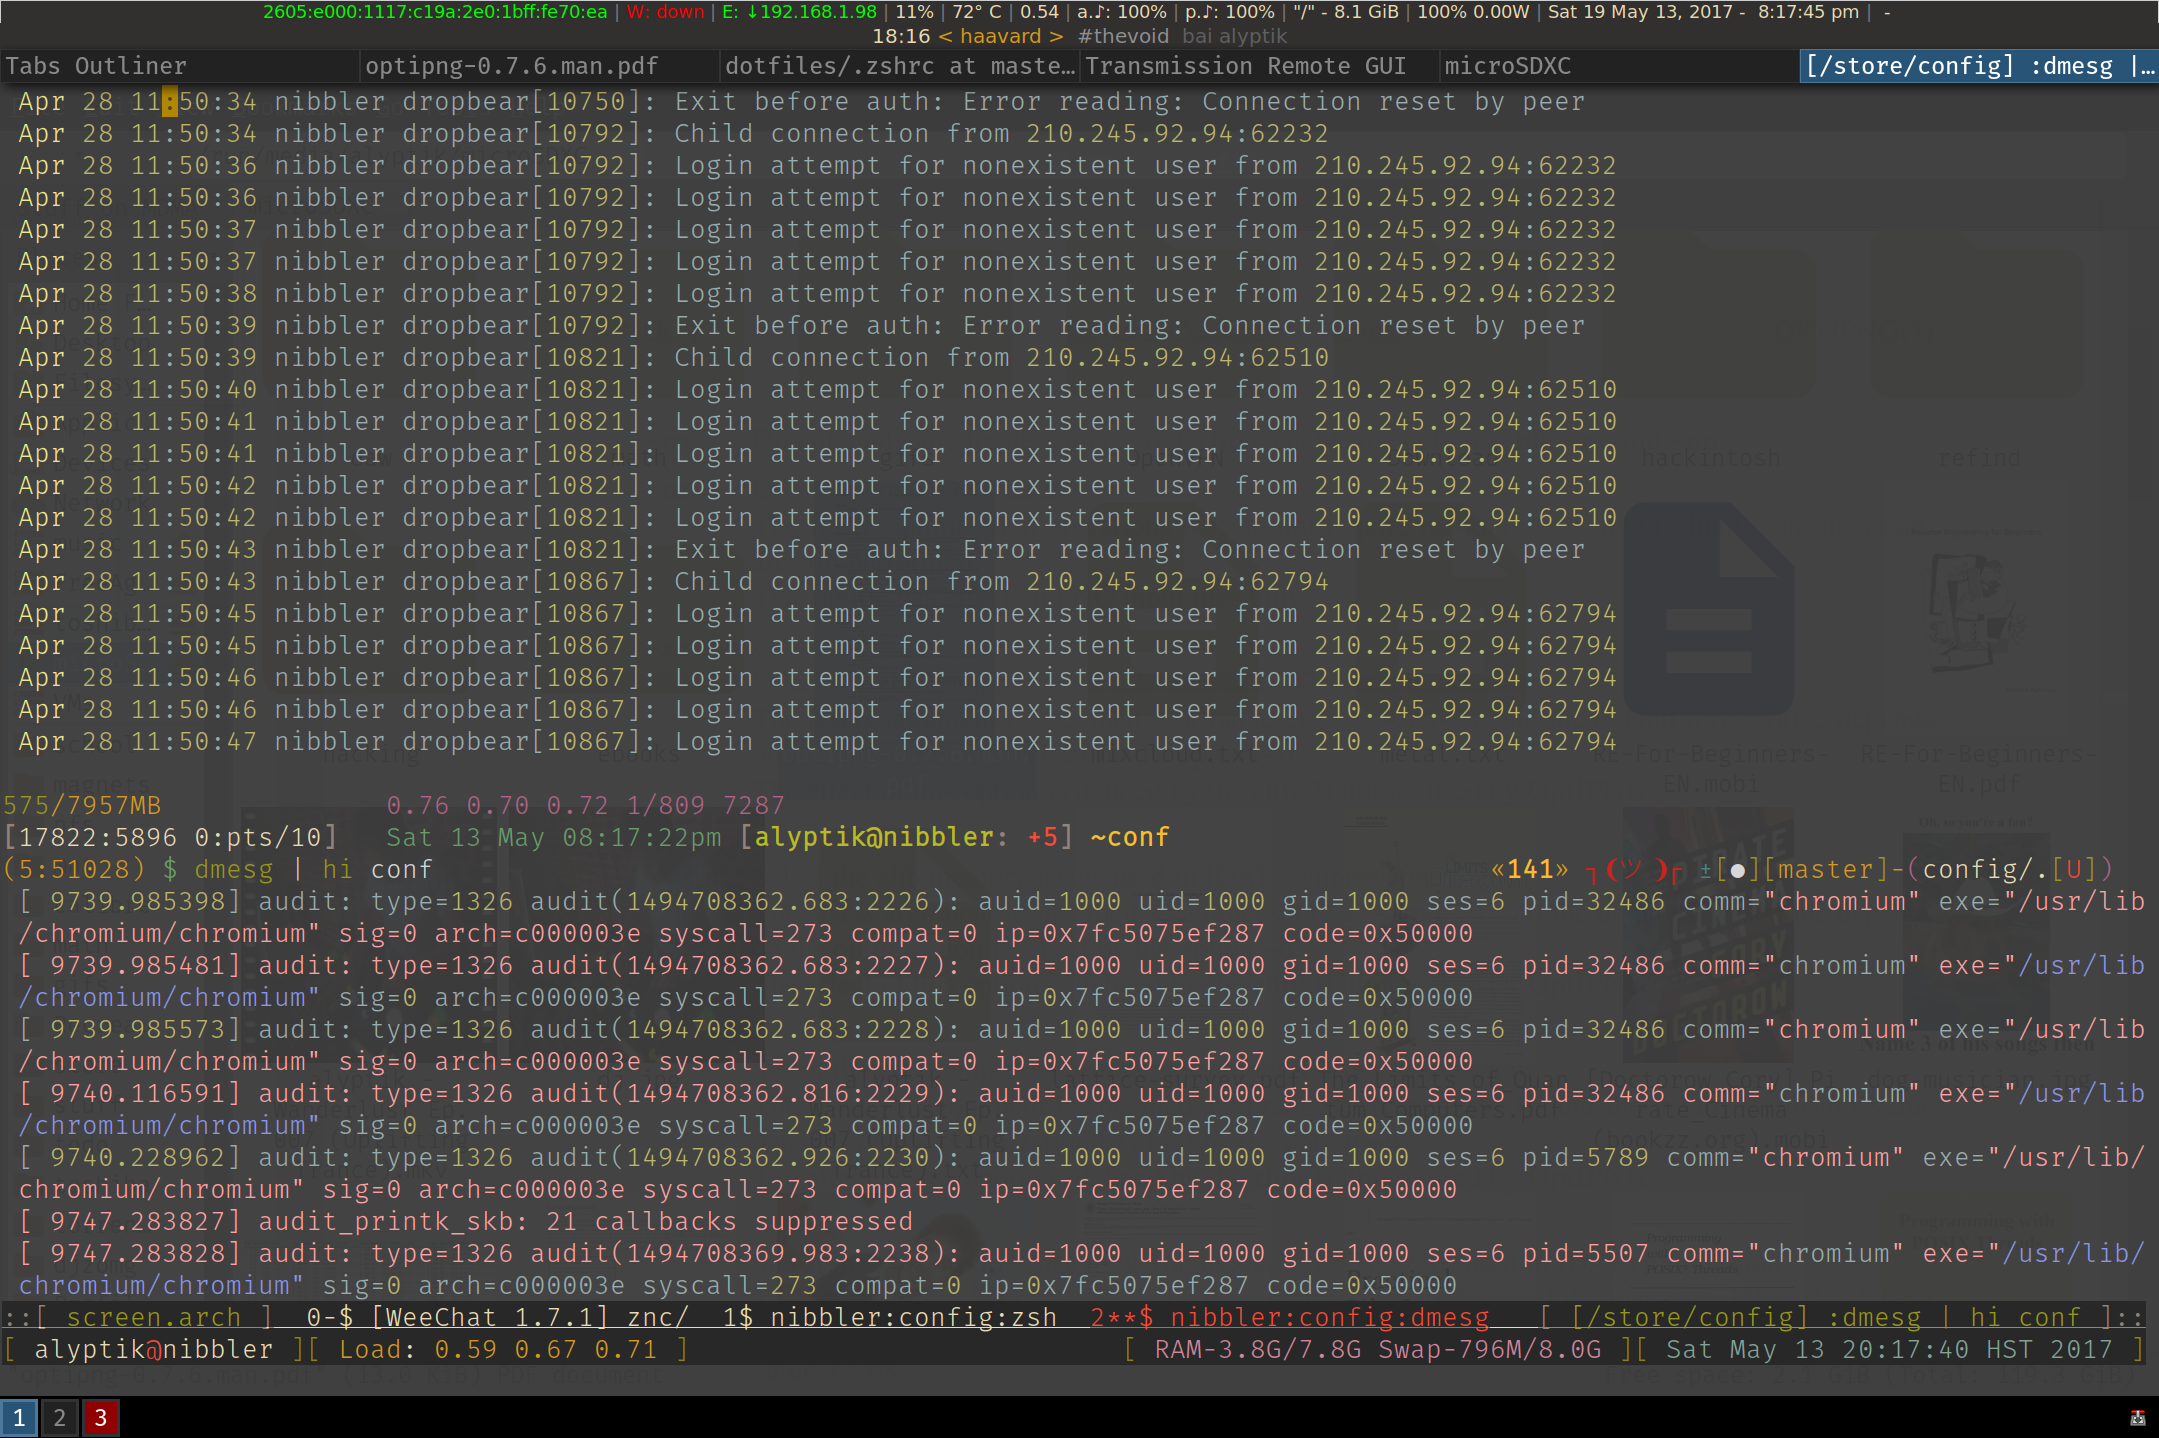 2605:e000:1117:c19a:2e0:1bff:fe70:ea | W: down | E: ↓192.168.1.98 | 11% | 72° C | 0.54 | a.♪: 100% | p.♪: 100% | "/" - 8.1 GiB | 100% 0.00W | Sat 19 May 13, 2017 - 8:17:45 pm | -
18:16 < haavard > #thevoid bai alyptik
Tabs Outliner optipng-0.7.6.man.pdf dotfiles/.zshrc at maste… Transmission Remote GUI microSDXC [/store/config] :dmesg |…
Apr 28 11:50:34 nibbler dropbear[10750]: Exit before auth: Error reading: Connection reset by peer
Apr 28 11:50:34 nibbler dropbear[10792]: Child connection from 210.245.92.94:62232
Apr 28 11:50:36 nibbler dropbear[10792]: Login attempt for nonexistent user from 210.245.92.94:62232
Apr 28 11:50:36 nibbler dropbear[10792]: Login attempt for nonexistent user from 210.245.92.94:62232
Apr 28 11:50:37 nibbler dropbear[10792]: Login attempt for nonexistent user from 210.245.92.94:62232
Apr 28 11:50:37 nibbler dropbear[10792]: Login attempt for nonexistent user from 210.245.92.94:62232
Apr 28 11:50:38 nibbler dropbear[10792]: Login attempt for nonexistent user from 210.245.92.94:62232
Apr 28 11:50:39 nibbler dropbear[10792]: Exit before auth: Error reading: Connection reset by peer
Apr 28 11:50:39 nibbler dropbear[10821]: Child connection from 210.245.92.94:62510
Apr 28 11:50:40 nibbler dropbear[10821]: Login attempt for nonexistent user from 210.245.92.94:62510
Apr 28 11:50:41 nibbler dropbear[10821]: Login attempt for nonexistent user from 210.245.92.94:62510
Apr 28 11:50:41 nibbler dropbear[10821]: Login attempt for nonexistent user from 210.245.92.94:62510
Apr 28 11:50:42 nibbler dropbear[10821]: Login attempt for nonexistent user from 210.245.92.94:62510
Apr 28 11:50:42 nibbler dropbear[10821]: Login attempt for nonexistent user from 210.245.92.94:62510
Apr 28 11:50:43 nibbler dropbear[10821]: Exit before auth: Error reading: Connection reset by peer
Apr 28 11:50:43 nibbler dropbear[10867]: Child connection from 210.245.92.94:62794
Apr 28 11:50:45 nibbler dropbear[10867]: Login attempt for nonexistent user from 210.245.92.94:62794
Apr 28 11:50:45 nibbler dropbear[10867]: Login attempt for nonexistent user from 210.245.92.94:62794
Apr 28 11:50:46 nibbler dropbear[10867]: Login attempt for nonexistent user from 210.245.92.94:62794
Apr 28 11:50:46 nibbler dropbear[10867]: Login attempt for nonexistent user from 210.245.92.94:62794
Apr 28 11:50:47 nibbler dropbear[10867]: Login attempt for nonexistent user from 210.245.92.94:62794
575/7957MB 0.76 0.70 0.72 1/809 7287
[17822:5896 0:pts/10] Sat 13 May 08:17:22pm [alyptik@nibbler: +5] ~conf
(5:51028) $ dmesg | hi conf «141» ┐(ツ)┌ ±[●][master]-(config/.[U])
[ 9739.985398] audit: type=1326 audit(1494708362.683:2226): auid=1000 uid=1000 gid=1000 ses=6 pid=32486 comm="chromium" exe="/usr/lib
/chromium/chromium" sig=0 arch=c000003e syscall=273 compat=0 ip=0x7fc5075ef287 code=0x50000
[ 9739.985481] audit: type=1326 audit(1494708362.683:2227): auid=1000 uid=1000 gid=1000 ses=6 pid=32486 comm="chromium" exe="/usr/lib
/chromium/chromium" sig=0 arch=c000003e syscall=273 compat=0 ip=0x7fc5075ef287 code=0x50000
[ 9739.985573] audit: type=1326 audit(1494708362.683:2228): auid=1000 uid=1000 gid=1000 ses=6 pid=32486 comm="chromium" exe="/usr/lib
/chromium/chromium" sig=0 arch=c000003e syscall=273 compat=0 ip=0x7fc5075ef287 code=0x50000
[ 9740.116591] audit: type=1326 audit(1494708362.816:2229): auid=1000 uid=1000 gid=1000 ses=6 pid=32486 comm="chromium" exe="/usr/lib
/chromium/chromium" sig=0 arch=c000003e syscall=273 compat=0 ip=0x7fc5075ef287 code=0x50000
[ 9740.228962] audit: type=1326 audit(1494708362.926:2230): auid=1000 uid=1000 gid=1000 ses=6 pid=5789 comm="chromium" exe="/usr/lib/
chromium/chromium" sig=0 arch=c000003e syscall=273 compat=0 ip=0x7fc5075ef287 code=0x50000
[ 9747.283827] audit_printk_skb: 21 callbacks suppressed
[ 9747.283828] audit: type=1326 audit(1494708369.983:2238): auid=1000 uid=1000 gid=1000 ses=6 pid=5507 comm="chromium" exe="/usr/lib/
chromium/chromium" sig=0 arch=c000003e syscall=273 compat=0 ip=0x7fc5075ef287 code=0x50000
::[ screen.arch ]  0-$ [WeeChat 1.7.1] znc/  1$ nibbler:config:zsh  2**$ nibbler:config:dmesg  [ [/store/config] :dmesg | hi conf ]::
[ alyptik@nibbler ][ Load: 0.59 0.67 0.71 ] [ RAM-3.8G/7.8G Swap-796M/8.0G ][ Sat May 13 20:17:40 HST 2017 ]
1 2 3